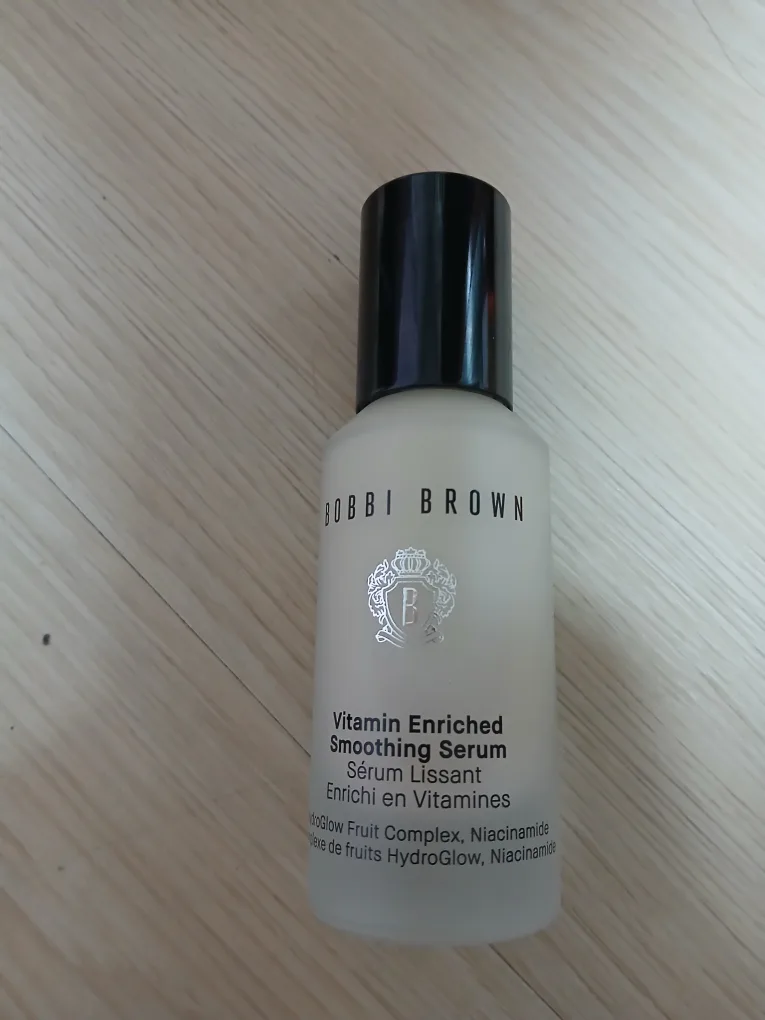 BOBBI BROWN
B
Vitamin Enriched
Smoothing Serum
Sérum Lissant
Enrichi en Vitamines
Fruit Complex, Niacinamide
de fruits HydroGlow, Niacinamide